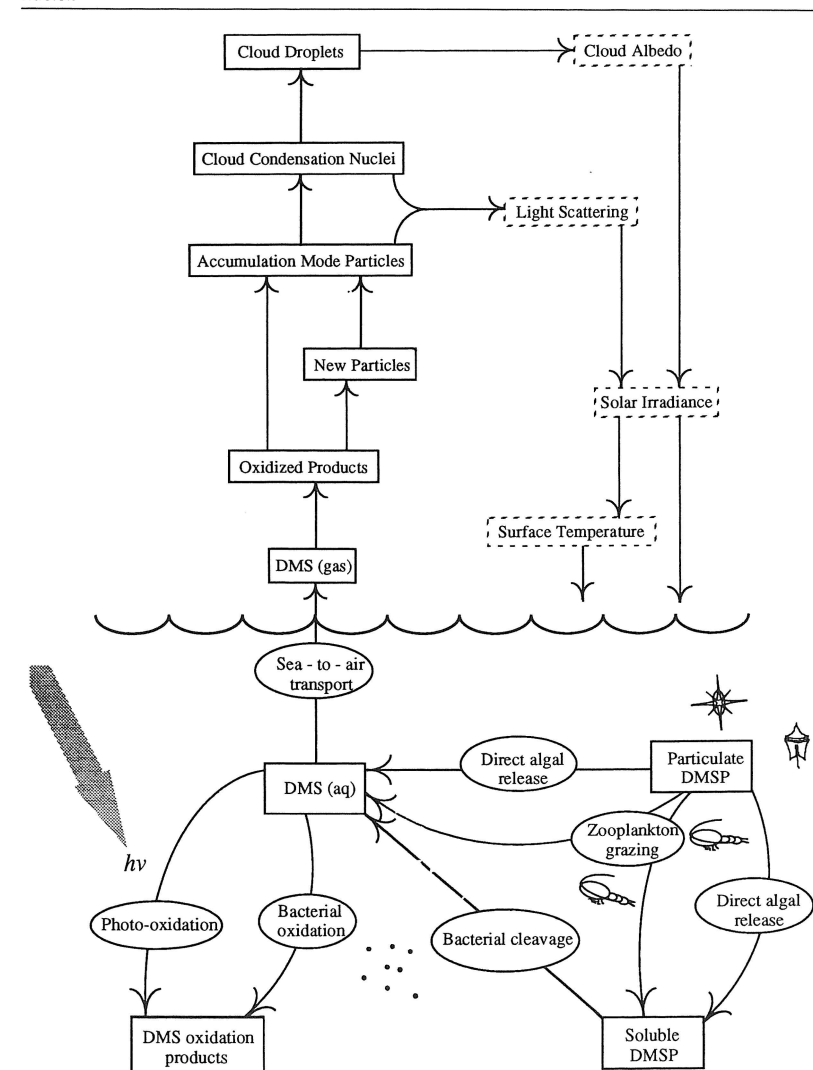 Cloud Droplets
Cloud Albedo
Cloud Condensation Nuclei
Light Scattering
Accumulation Mode Particles
New Particles
Solar Irradiance
Oxidized Products
Surface Temperature
DMS (gas)
Sea - to - air
transport
Direct algal
release
Particulate
DMSP
DMS (aq)
Zooplankton
grazing
hν
Photo-oxidation
Bacterial
oxidation
Bacterial cleavage
Direct algal
release
DMS oxidation
products
Soluble
DMSP